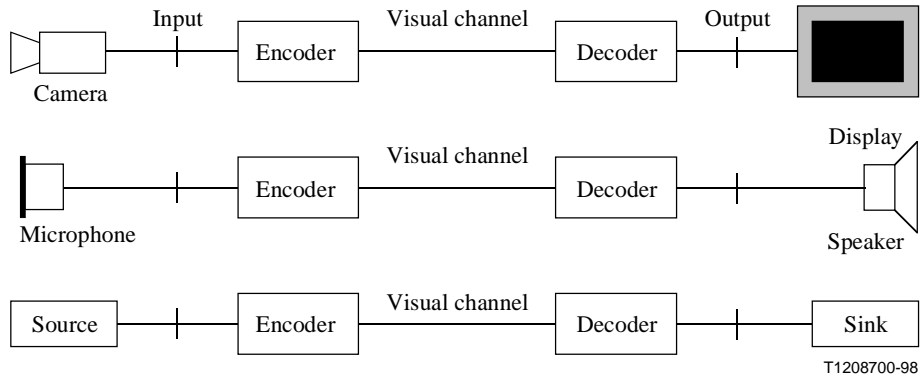 Input Visual channel Output
Encoder Decoder
Camera
Visual channel Display
Encoder Decoder
Microphone Speaker
Visual channel
Source Encoder Decoder Sink
T1208700-98